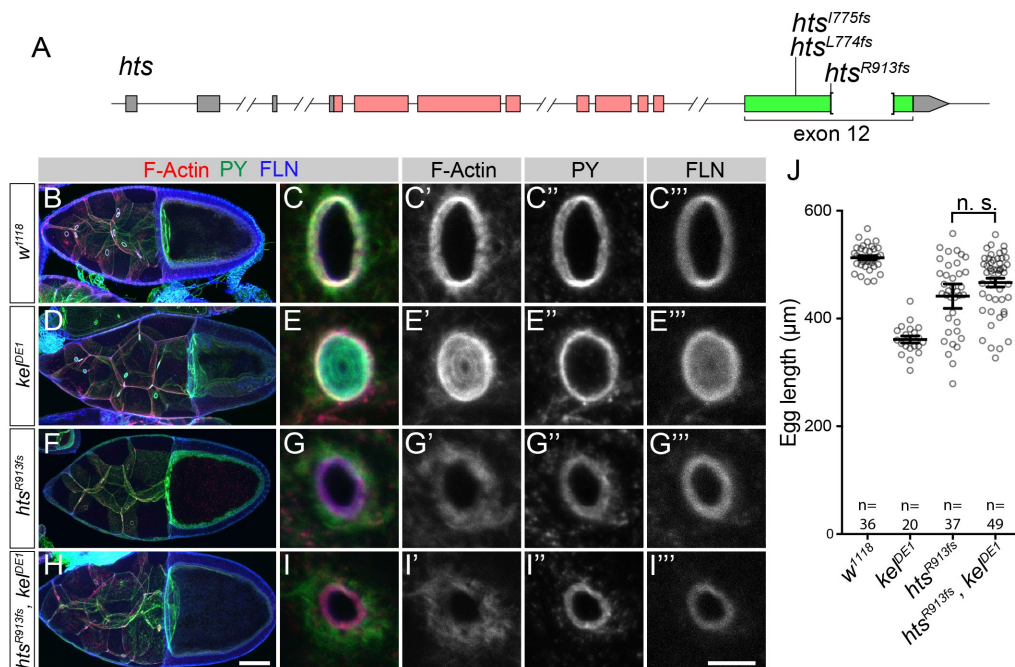 A
hts
hts^I775fs
hts^L774fs
hts^R913fs
exon 12
F-Actin PY FLN
F-Actin
PY
FLN
J
w^1118
B
C
C'
C''
C'''
kel^DE1
D
E
E'
E''
E'''
hts^R913fs
F
G
G'
G''
G'''
hts^R913fs, kel^DE1
H
I
I'
I''
I'''
n. s.
Egg length (μm)
600
400
200
0
n= n= n= n=
36 20 37 49
w^1118
kel^DE1
hts^R913fs
hts^R913fs, kel^DE1